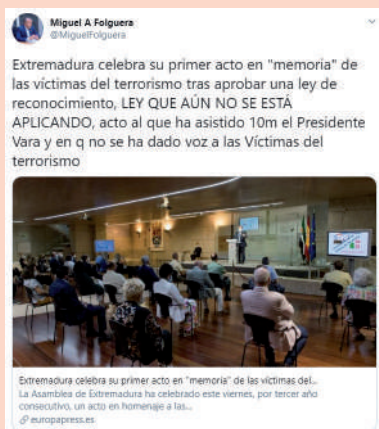 Miguel A Folguera
@MiguelFolguera
Extremadura celebra su primer acto en "memoria" de
las víctimas del terrorismo tras aprobar una ley de
reconocimiento, LEY QUE AÚN NO SE ESTÁ
APLICANDO, acto al que ha asistido 10m el Presidente
Vara y en q no se ha dado voz a las Víctimas del
terrorismo
Extremadura celebra su primer acto en "memoria" de las víctimas del...
La Asamblea de Extremadura ha celebrado este viernes, por tercer año
consecutivo, un acto en homenaje a las...
europapress.es